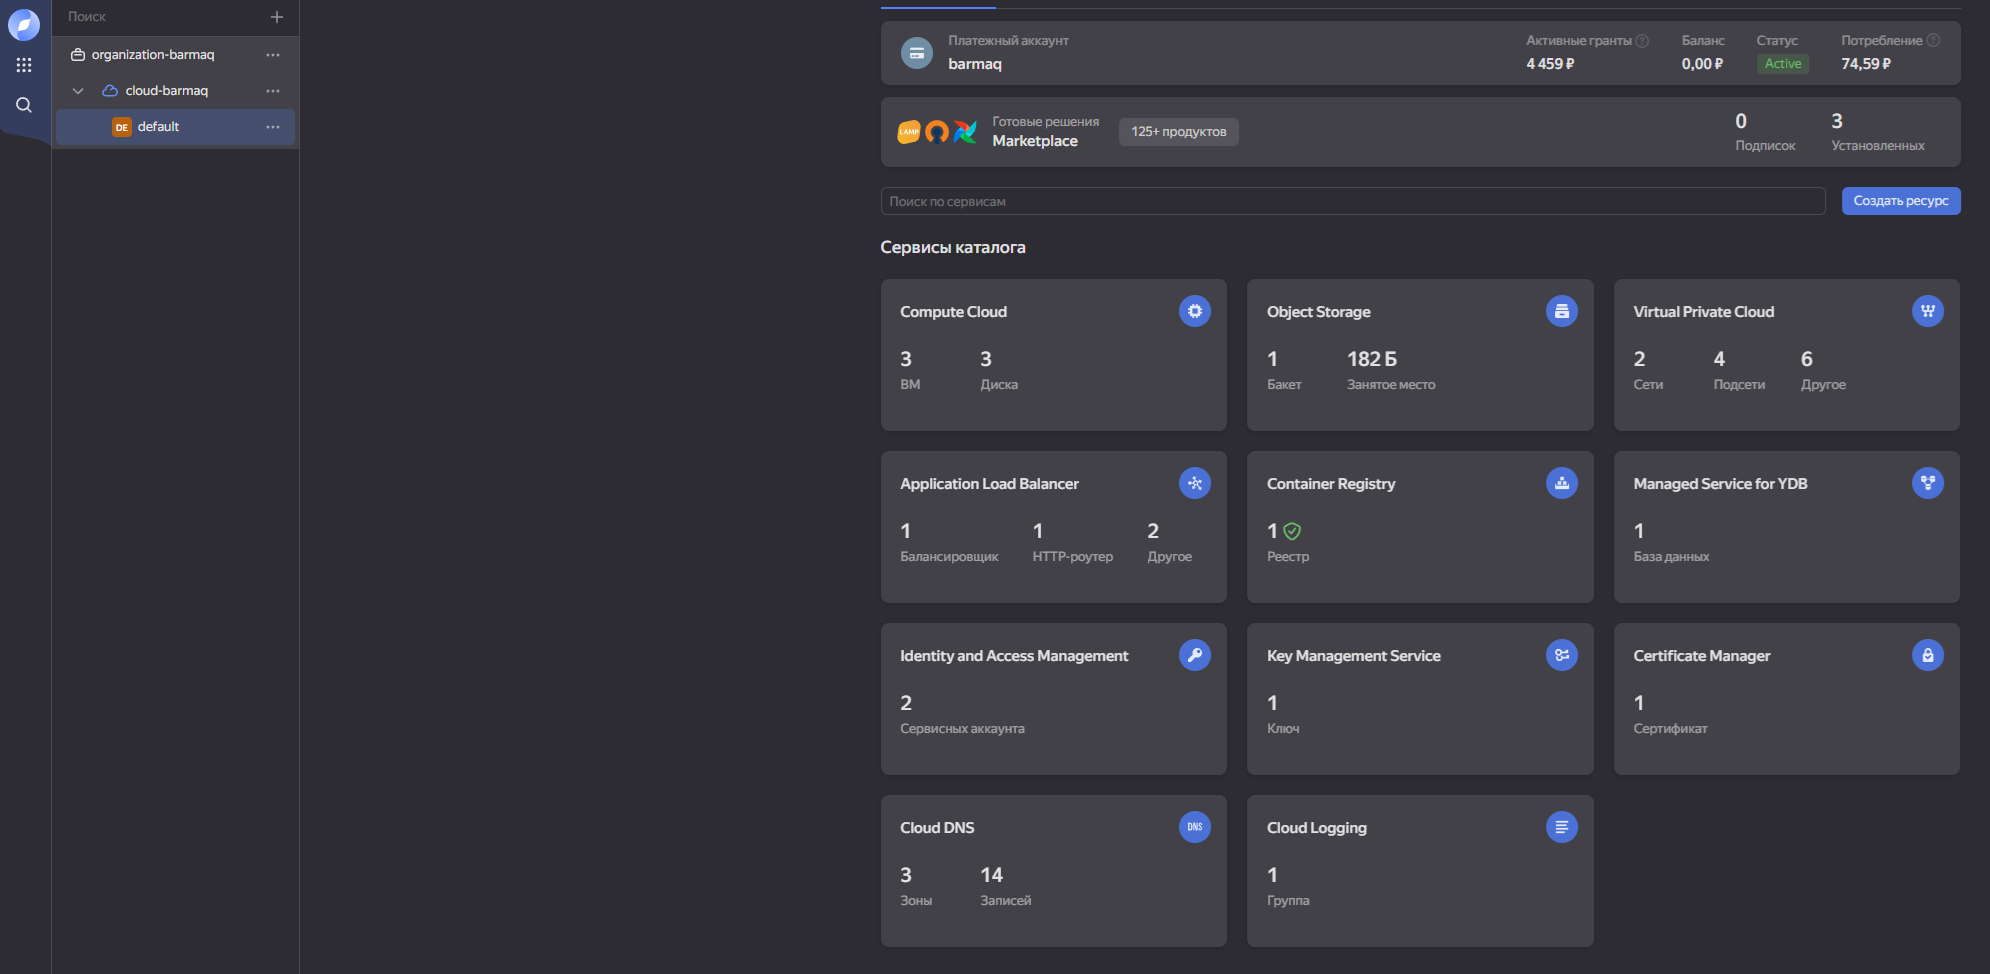 Поиск
organization-barmaq
cloud-barmaq
DE default
Платежный аккаунт
barmaq
Активные гранты
4 459 ₽
Баланс
0,00 ₽
Статус
Active
Потребление
74,59 ₽
LAMP
Готовые решения
Marketplace
125+ продуктов
0
Подписок
3
Установленных
Поиск по сервисам
Создать ресурс
Сервисы каталога
Compute Cloud
3
ВМ
3
Диска
Object Storage
1
Бакет
182 Б
Занятое место
Virtual Private Cloud
2
Сети
4
Подсети
6
Другое
Application Load Balancer
1
Балансировщик
1
HTTP-роутер
2
Другое
Container Registry
1
Реестр
Managed Service for YDB
1
База данных
Identity and Access Management
2
Сервисных аккаунта
Key Management Service
1
Ключ
Certificate Manager
1
Сертификат
Cloud DNS
DNS
3
Зоны
14
Записей
Cloud Logging
1
Группа